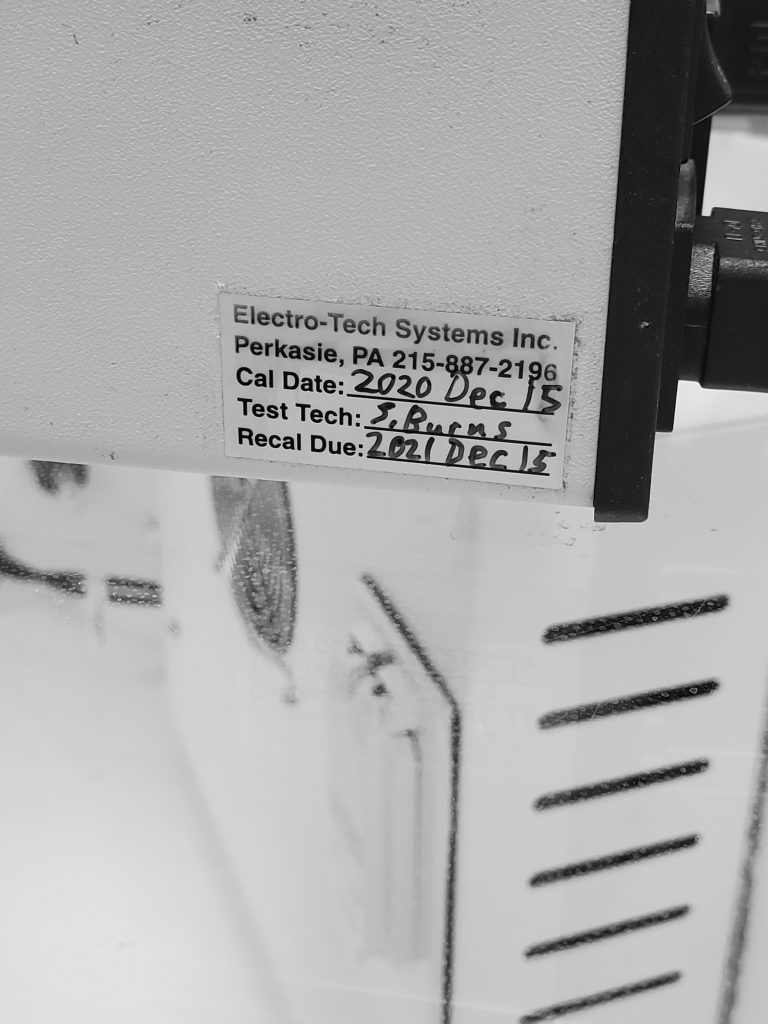 Electro-Tech Systems Inc.
Perkasie, PA 215-887-2196
Cal Date: 2020 Dec 15
Test Tech: S. Burns
Recal Due: 2021 Dec 15